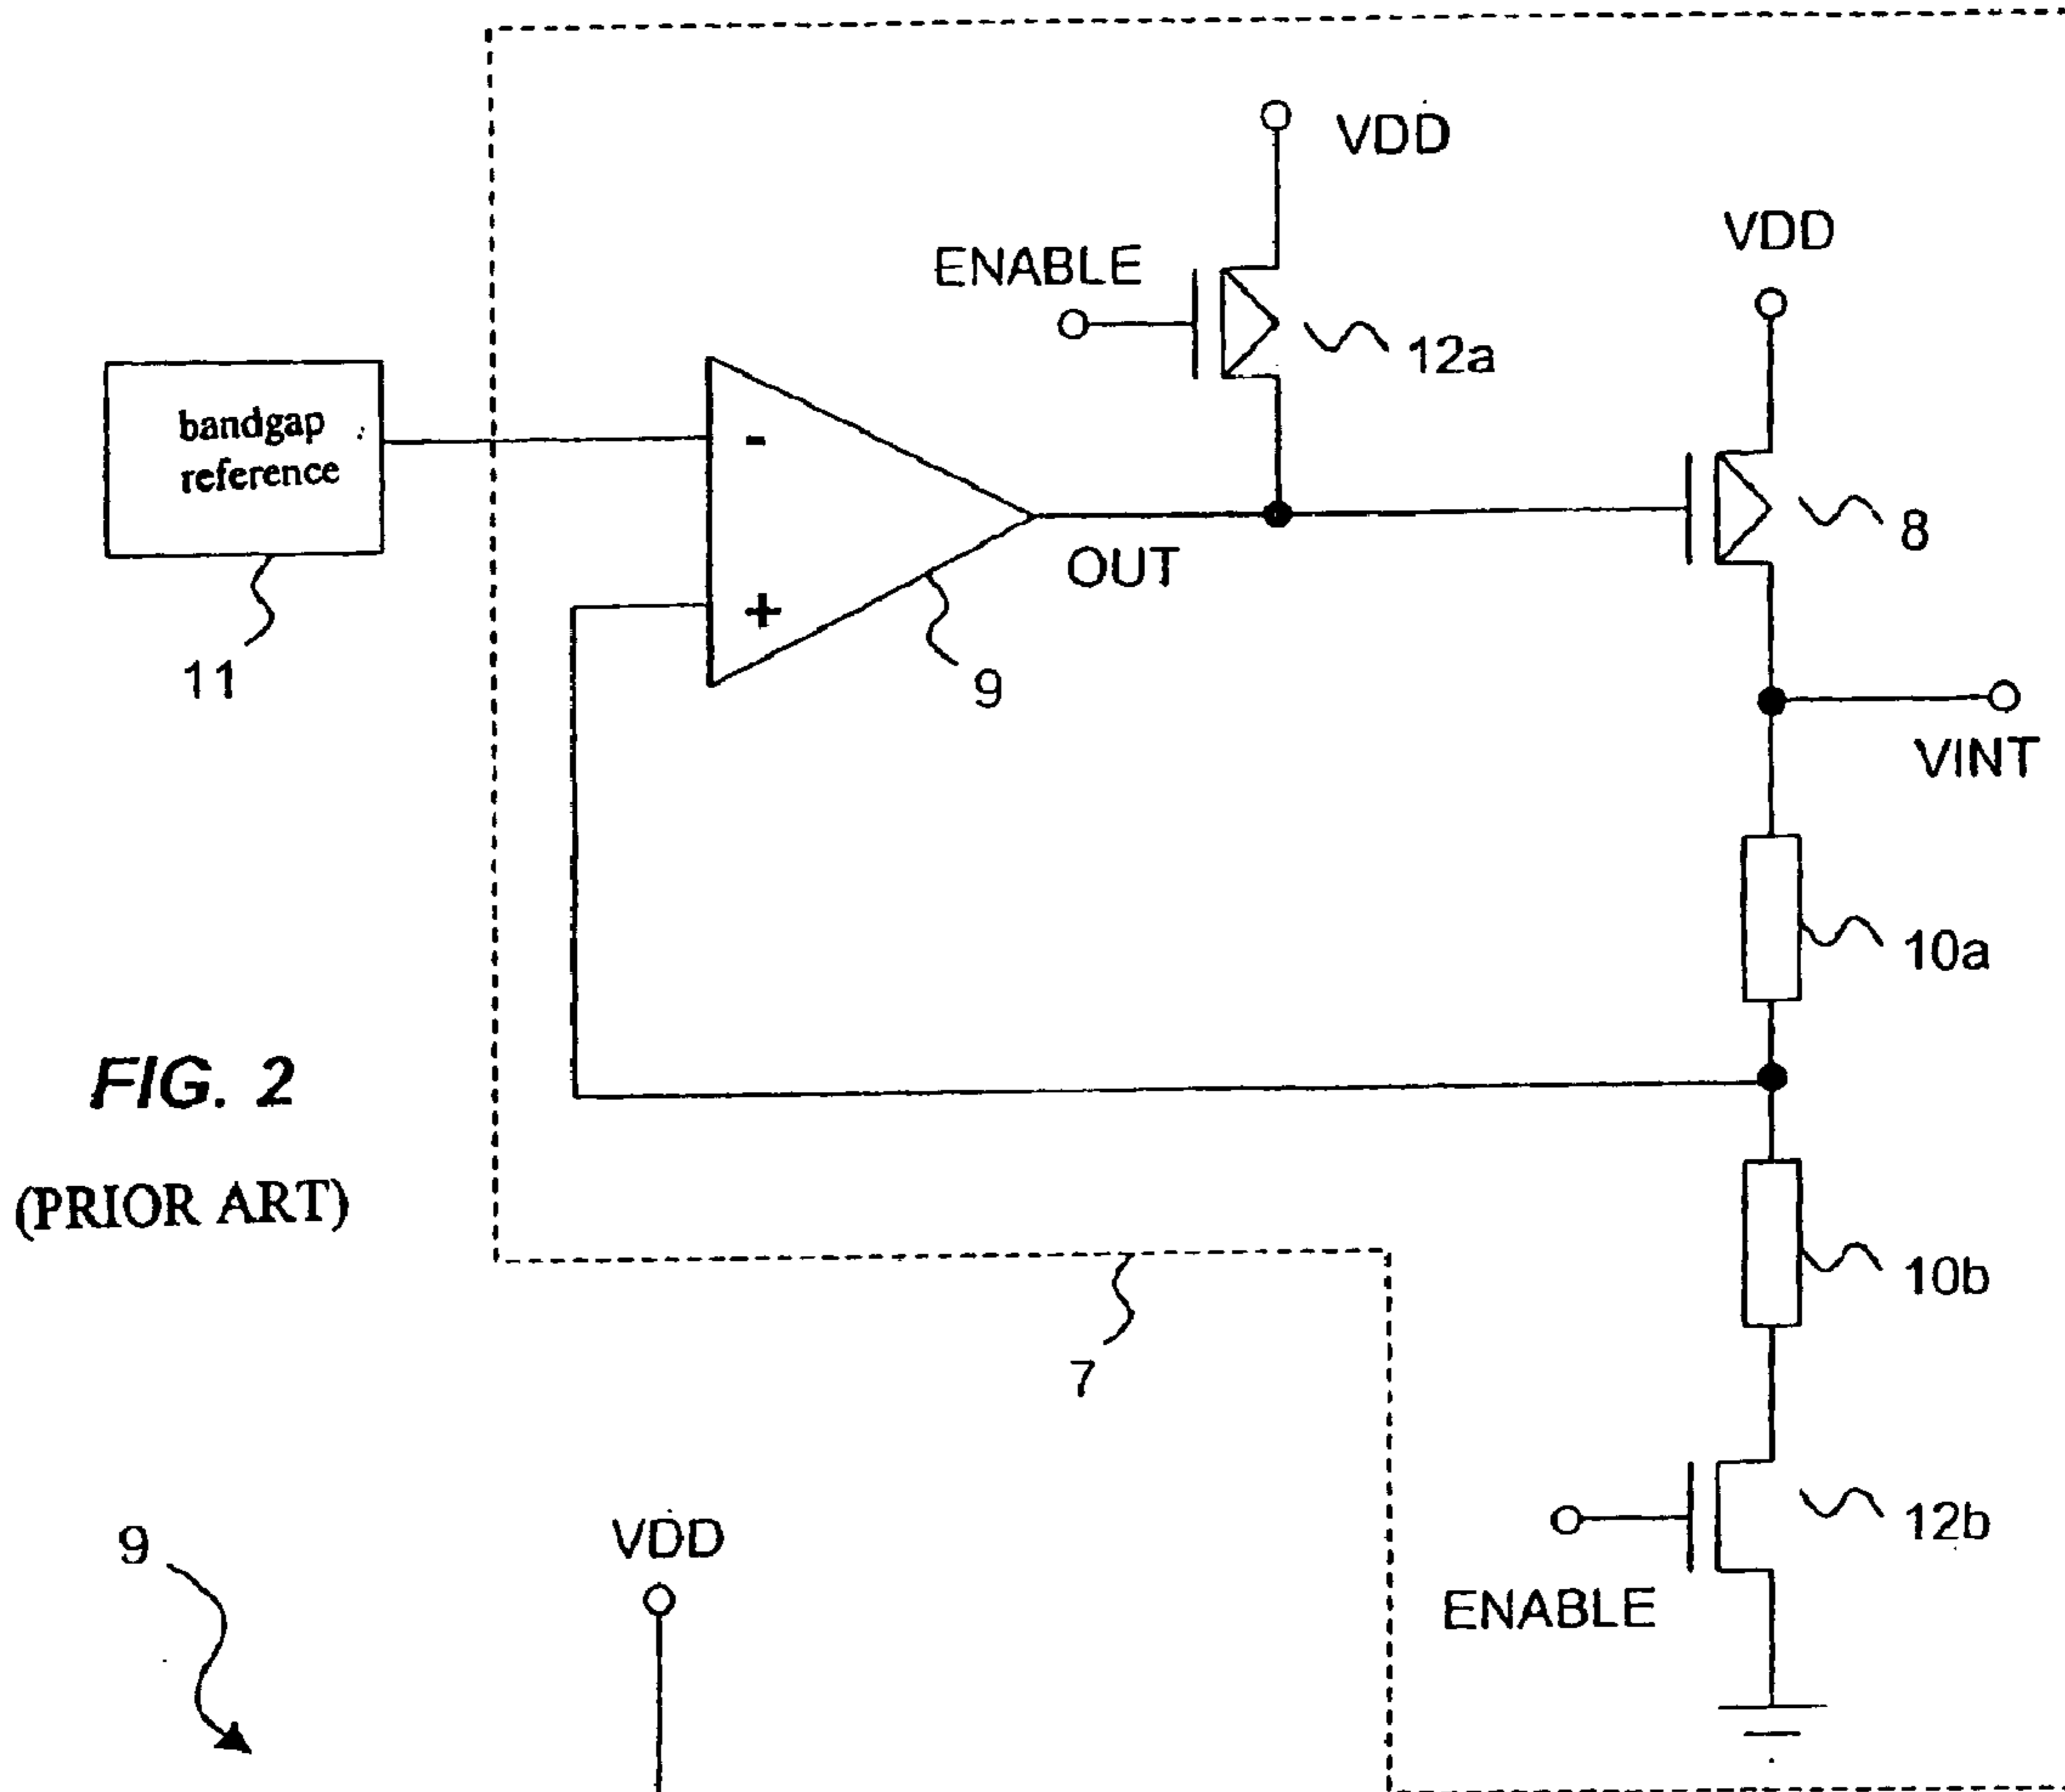 VDD
VDD
ENABLE
12a
bandgap
reference
-
8
OUT
+
11
9
VINT
10a
FIG. 2
(PRIOR ART)
10b
7
12b
9
VDD
ENABLE